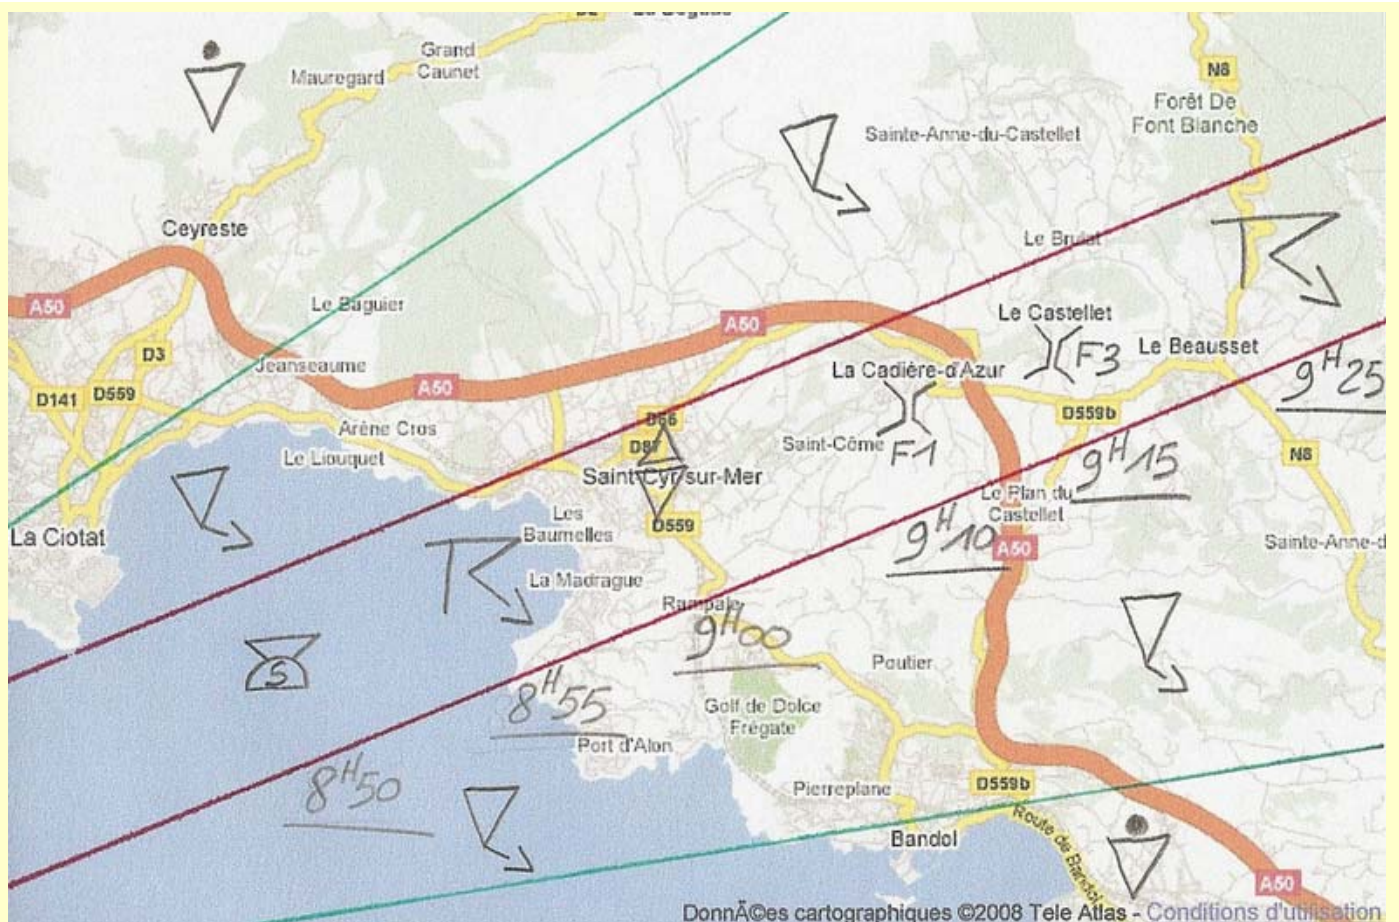 Grand
Caunet
Mauregard
N8
Forêt De
Font Blanche
Sainte-Anne-du-Castellet
Ceyreste
Le Brulat
A50
Le Baguier
Le Castellet
A50
F3
Le Beausset
D3
Jeanseaume
La Cadière-d'Azur
9H25
D141
D559
A50
D559b
D66
Arène Cros
D87
Saint-Côme
F1
N8
Le Liouquet
Saint-Cyr-sur-Mer
9H15
Le Plan du
Castellet
La Ciotat
Les
Baumelles
D559
9H10
A50
Sainte-Anne-d
La Madrague
Rampale
9H00
S
Poutier
8H55
Golf de Dolce
Frégate
Port d'Alon
8H50
Pierreplane
D559b
Bandol
Route de Bandol
A50
DonnÃ©es cartographiques ©2008 Tele Atlas - Conditions d'utilisation